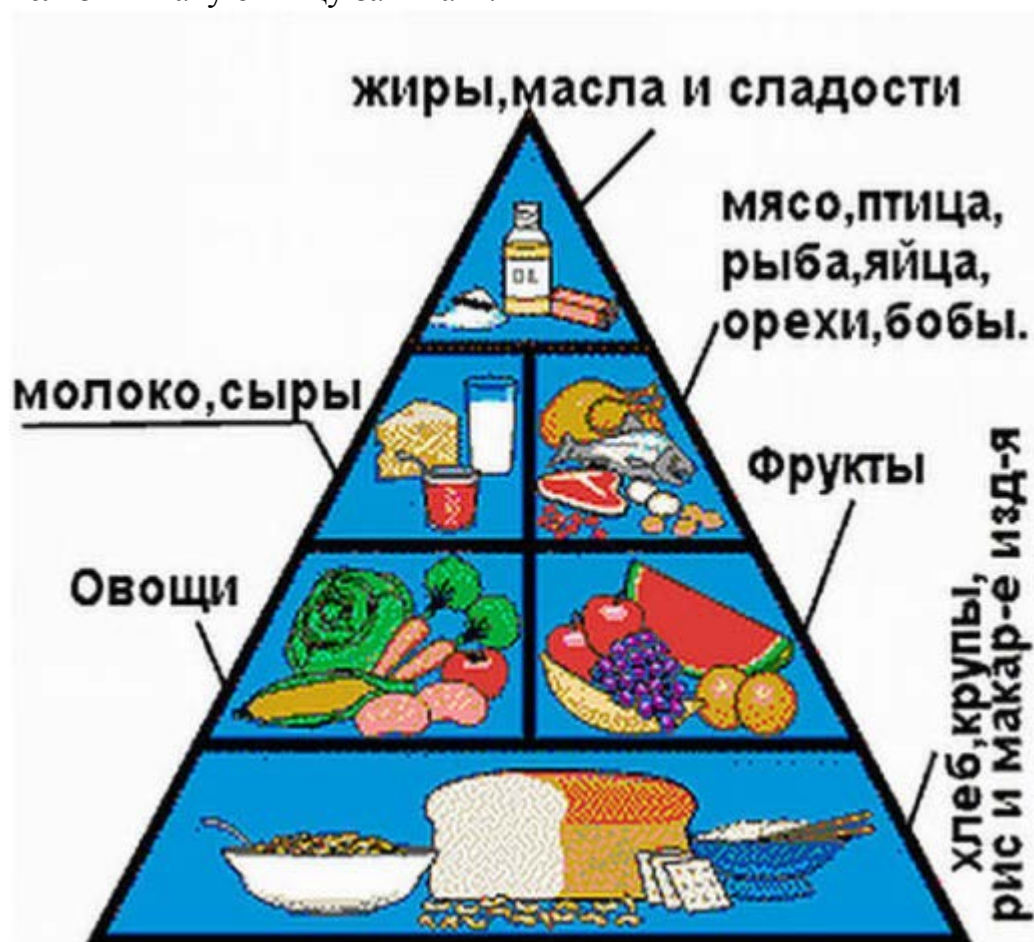 жиры,масла и сладости
мясо,птица,
рыба,яйца,
орехи,бобы.
молоко,сыры
Фрукты
Овощи
хлеб,крупы,
рис и макар-е изд-я
OIL